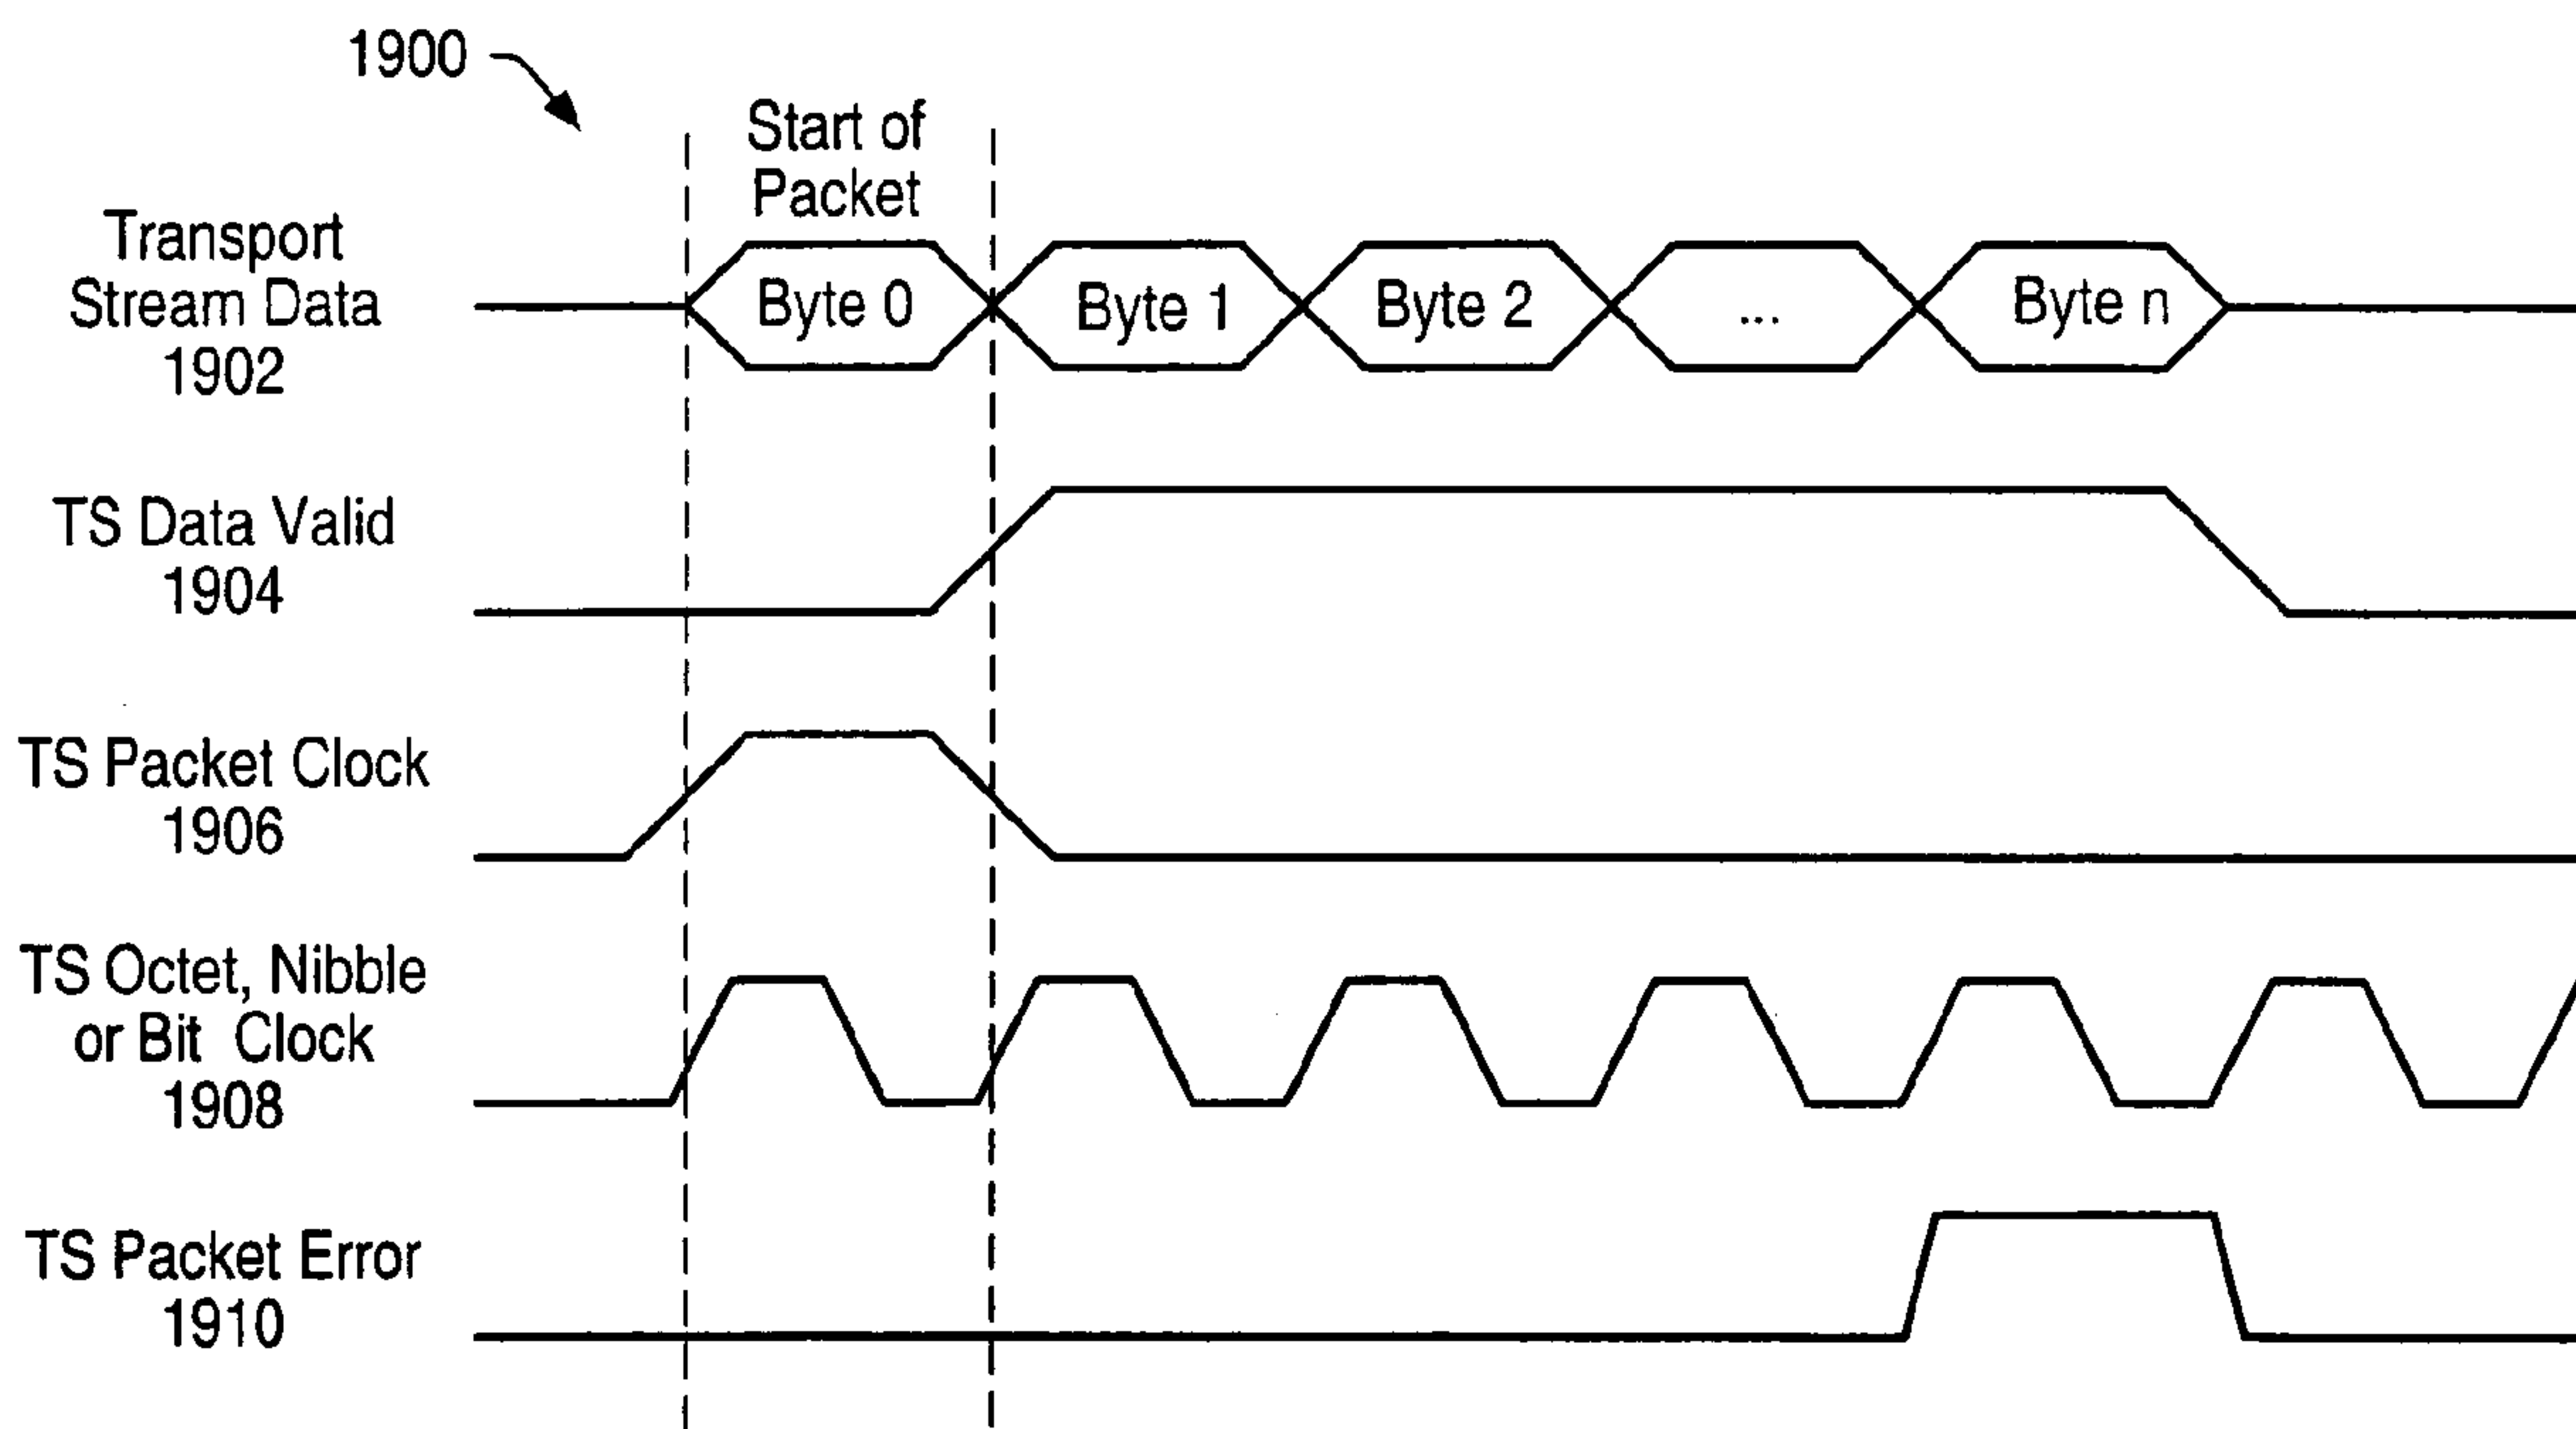 1900
Start of
Packet
Transport
Stream Data
1902
Byte 0
Byte 1
Byte 2
...
Byte n
TS Data Valid
1904
TS Packet Clock
1906
TS Octet, Nibble
or Bit Clock
1908
TS Packet Error
1910